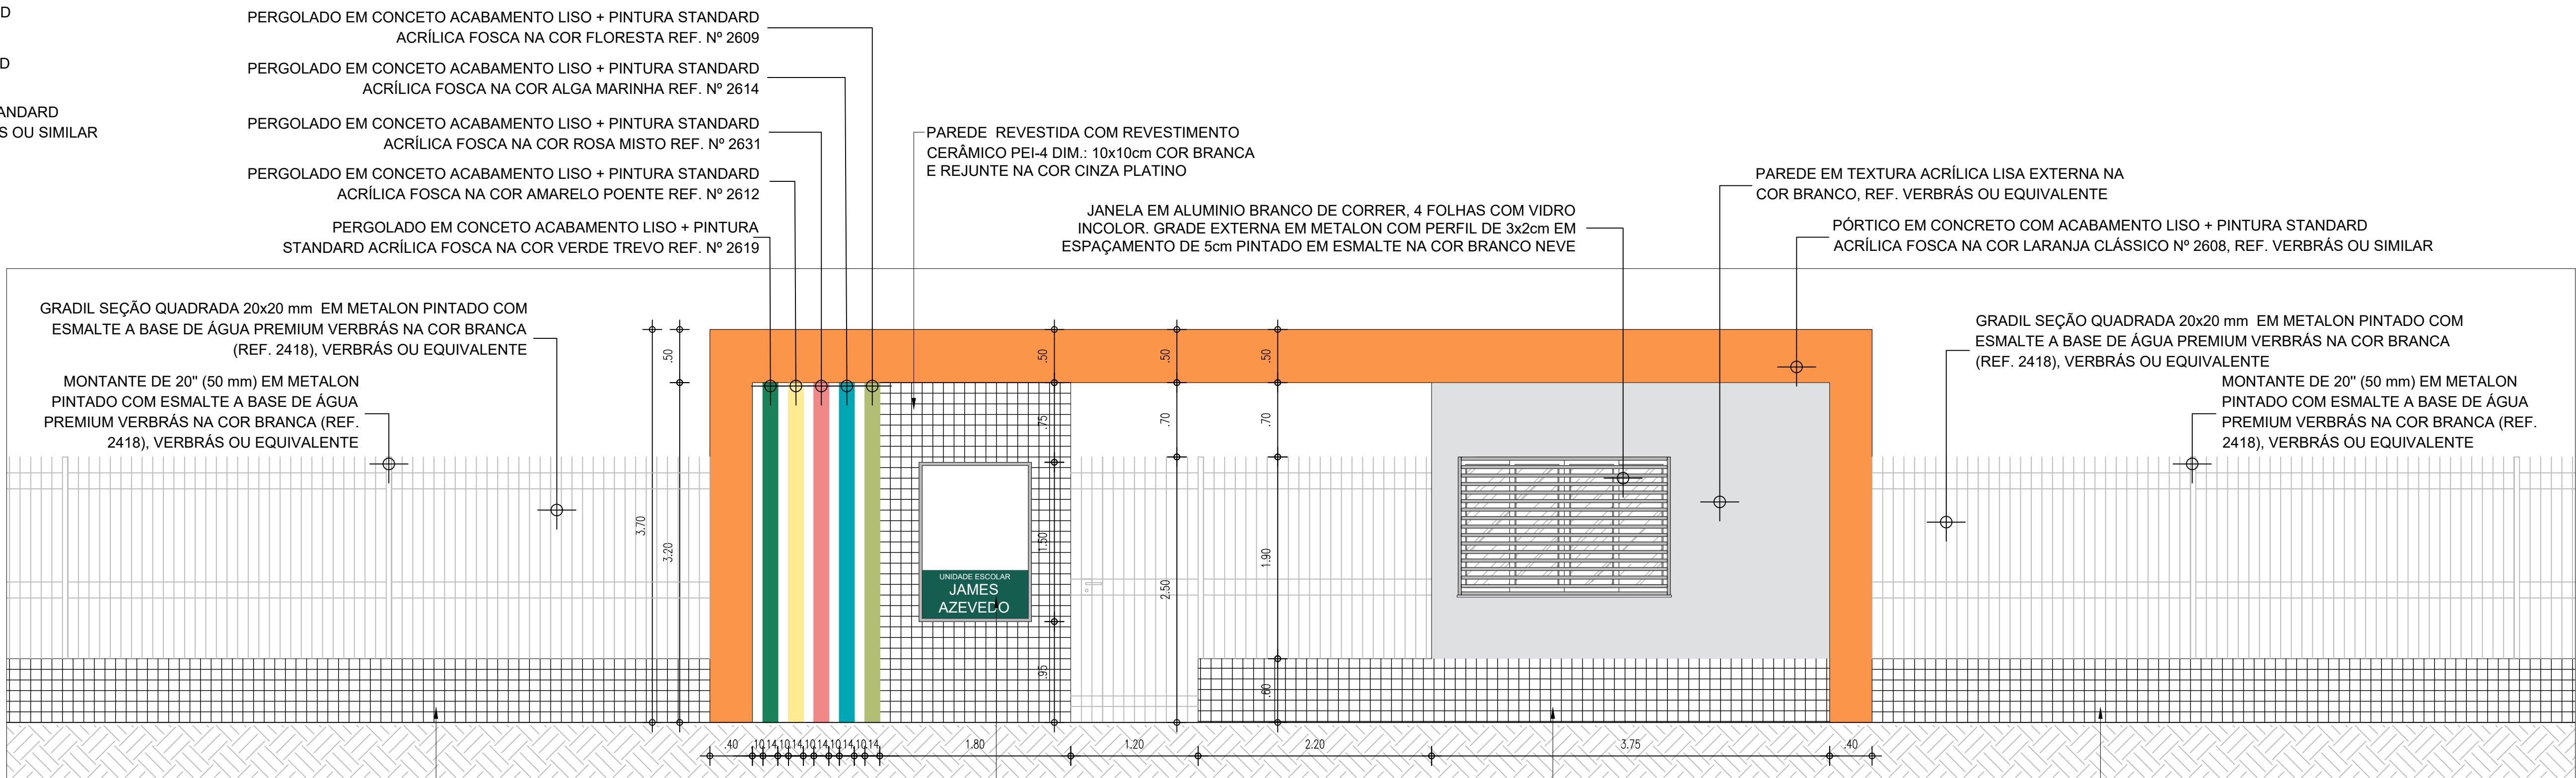 D
D
ANDARD
S OU SIMILAR
PERGOLADO EM CONCETO ACABAMENTO LISO + PINTURA STANDARD
ACRÍLICA FOSCA NA COR FLORESTA REF. Nº 2609
PERGOLADO EM CONCETO ACABAMENTO LISO + PINTURA STANDARD
ACRÍLICA FOSCA NA COR ALGA MARINHA REF. Nº 2614
PERGOLADO EM CONCETO ACABAMENTO LISO + PINTURA STANDARD
ACRÍLICA FOSCA NA COR ROSA MISTO REF. Nº 2631
PERGOLADO EM CONCETO ACABAMENTO LISO + PINTURA STANDARD
ACRÍLICA FOSCA NA COR AMARELO POENTE REF. Nº 2612
PERGOLADO EM CONCETO ACABAMENTO LISO + PINTURA
STANDARD ACRÍLICA FOSCA NA COR VERDE TREVO REF. Nº 2619
PAREDE  REVESTIDA COM REVESTIMENTO
CERÂMICO PEI-4 DIM.: 10x10cm COR BRANCA
E REJUNTE NA COR CINZA PLATINO
JANELA EM ALUMINIO BRANCO DE CORRER, 4 FOLHAS COM VIDRO
INCOLOR. GRADE EXTERNA EM METALON COM PERFIL DE 3x2cm EM
ESPAÇAMENTO DE 5cm PINTADO EM ESMALTE NA COR BRANCO NEVE
PAREDE EM TEXTURA ACRÍLICA LISA EXTERNA NA
COR BRANCO, REF. VERBRÁS OU EQUIVALENTE
PÓRTICO EM CONCRETO COM ACABAMENTO LISO + PINTURA STANDARD
ACRÍLICA FOSCA NA COR LARANJA CLÁSSICO Nº 2608, REF. VERBRÁS OU SIMILAR
GRADIL SEÇÃO QUADRADA 20x20 mm  EM METALON PINTADO COM
ESMALTE A BASE DE ÁGUA PREMIUM VERBRÁS NA COR BRANCA
(REF. 2418), VERBRÁS OU EQUIVALENTE
MONTANTE DE 20" (50 mm) EM METALON
PINTADO COM ESMALTE A BASE DE ÁGUA
PREMIUM VERBRÁS NA COR BRANCA (REF.
2418), VERBRÁS OU EQUIVALENTE
GRADIL SEÇÃO QUADRADA 20x20 mm  EM METALON PINTADO COM
ESMALTE A BASE DE ÁGUA PREMIUM VERBRÁS NA COR BRANCA
(REF. 2418), VERBRÁS OU EQUIVALENTE
MONTANTE DE 20" (50 mm) EM METALON
PINTADO COM ESMALTE A BASE DE ÁGUA
PREMIUM VERBRÁS NA COR BRANCA (REF.
2418), VERBRÁS OU EQUIVALENTE
3.70
.50
3.20
.75
1.50
.95
.50
.70
2.50
.50
.70
1.90
.60
UNIDADE ESCOLAR
JAMES
AZEVEDO
.40 .10 .14 .10 .14 .10 .14 .10 .14 .10 .14 1.80 1.20 2.20 3.75 .40